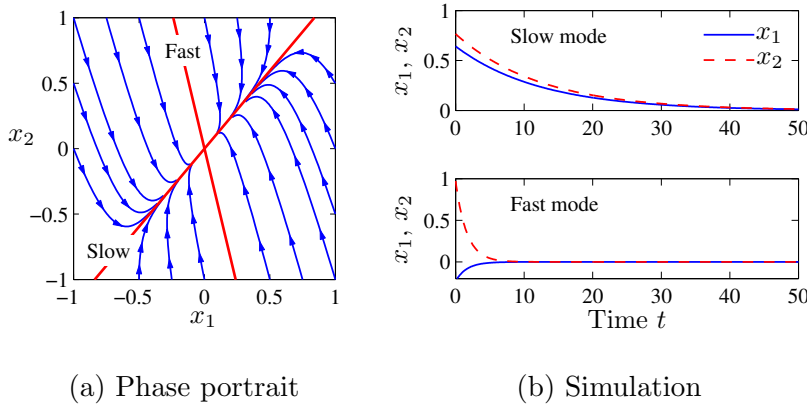 1
0.5
0
−0.5
−1
x2
−1
−0.5
0
0.5
1
x1
Fast
Slow
(a) Phase portrait
1
0.5
0
x1, x2
Slow mode
x1
x2
0
10
20
30
40
50
1
0.5
0
x1, x2
Fast mode
0
10
20
30
40
50
Time t
(b) Simulation